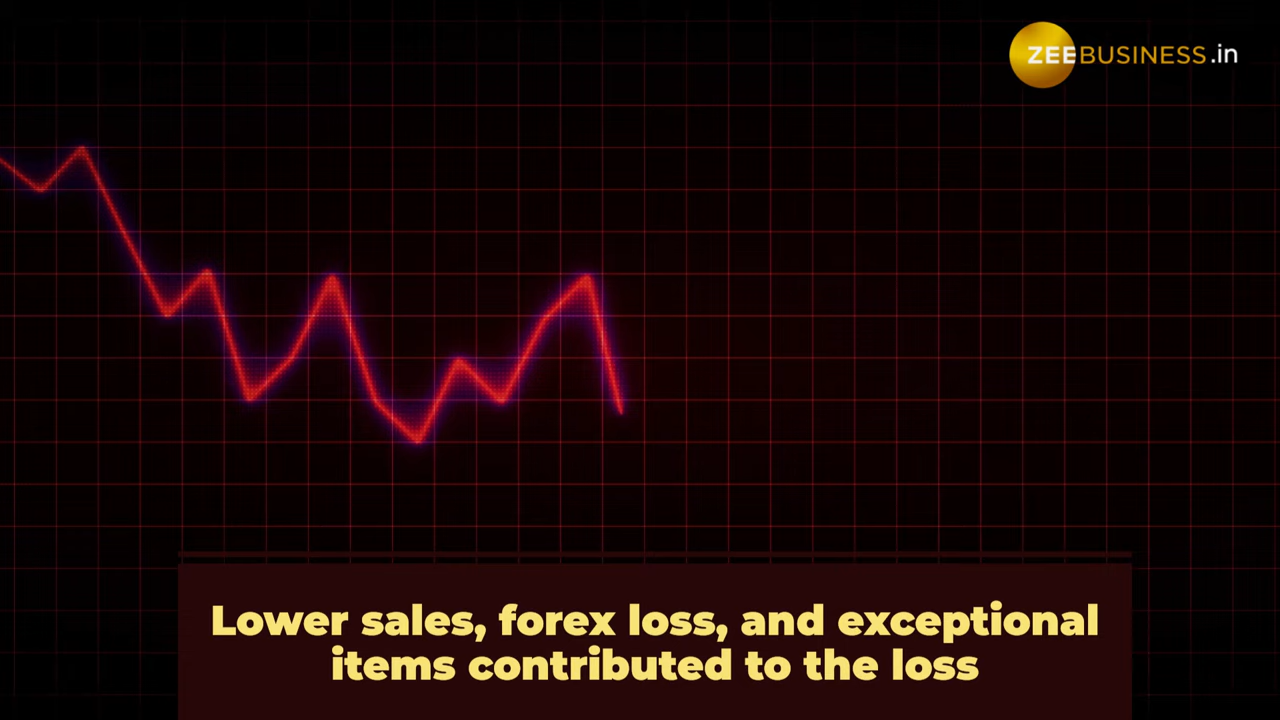 ZEEBUSINESS.in
Lower sales, forex loss, and exceptional
items contributed to the loss